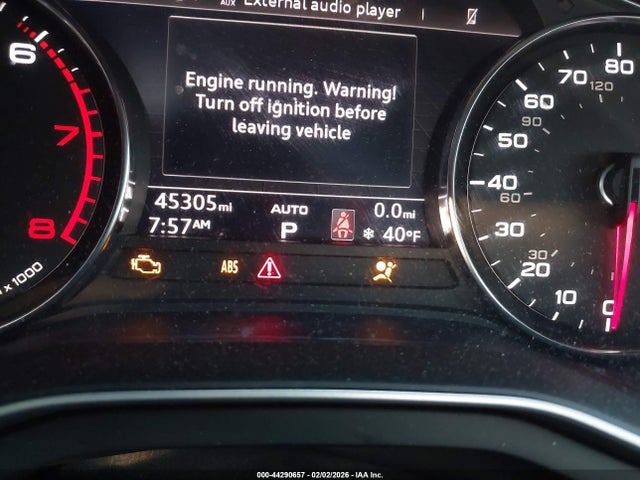 AUX External audio player
Engine running. Warning!
Turn off ignition before
leaving vehicle
45305mi AUTO 0.0mi
7:57AM P 40°F
ABS
6
7
8
x 1000
80
70
120
60
50
90
40
60
30
30
20
10
0
000-44290657 - 02/02/2026 - IAA Inc.